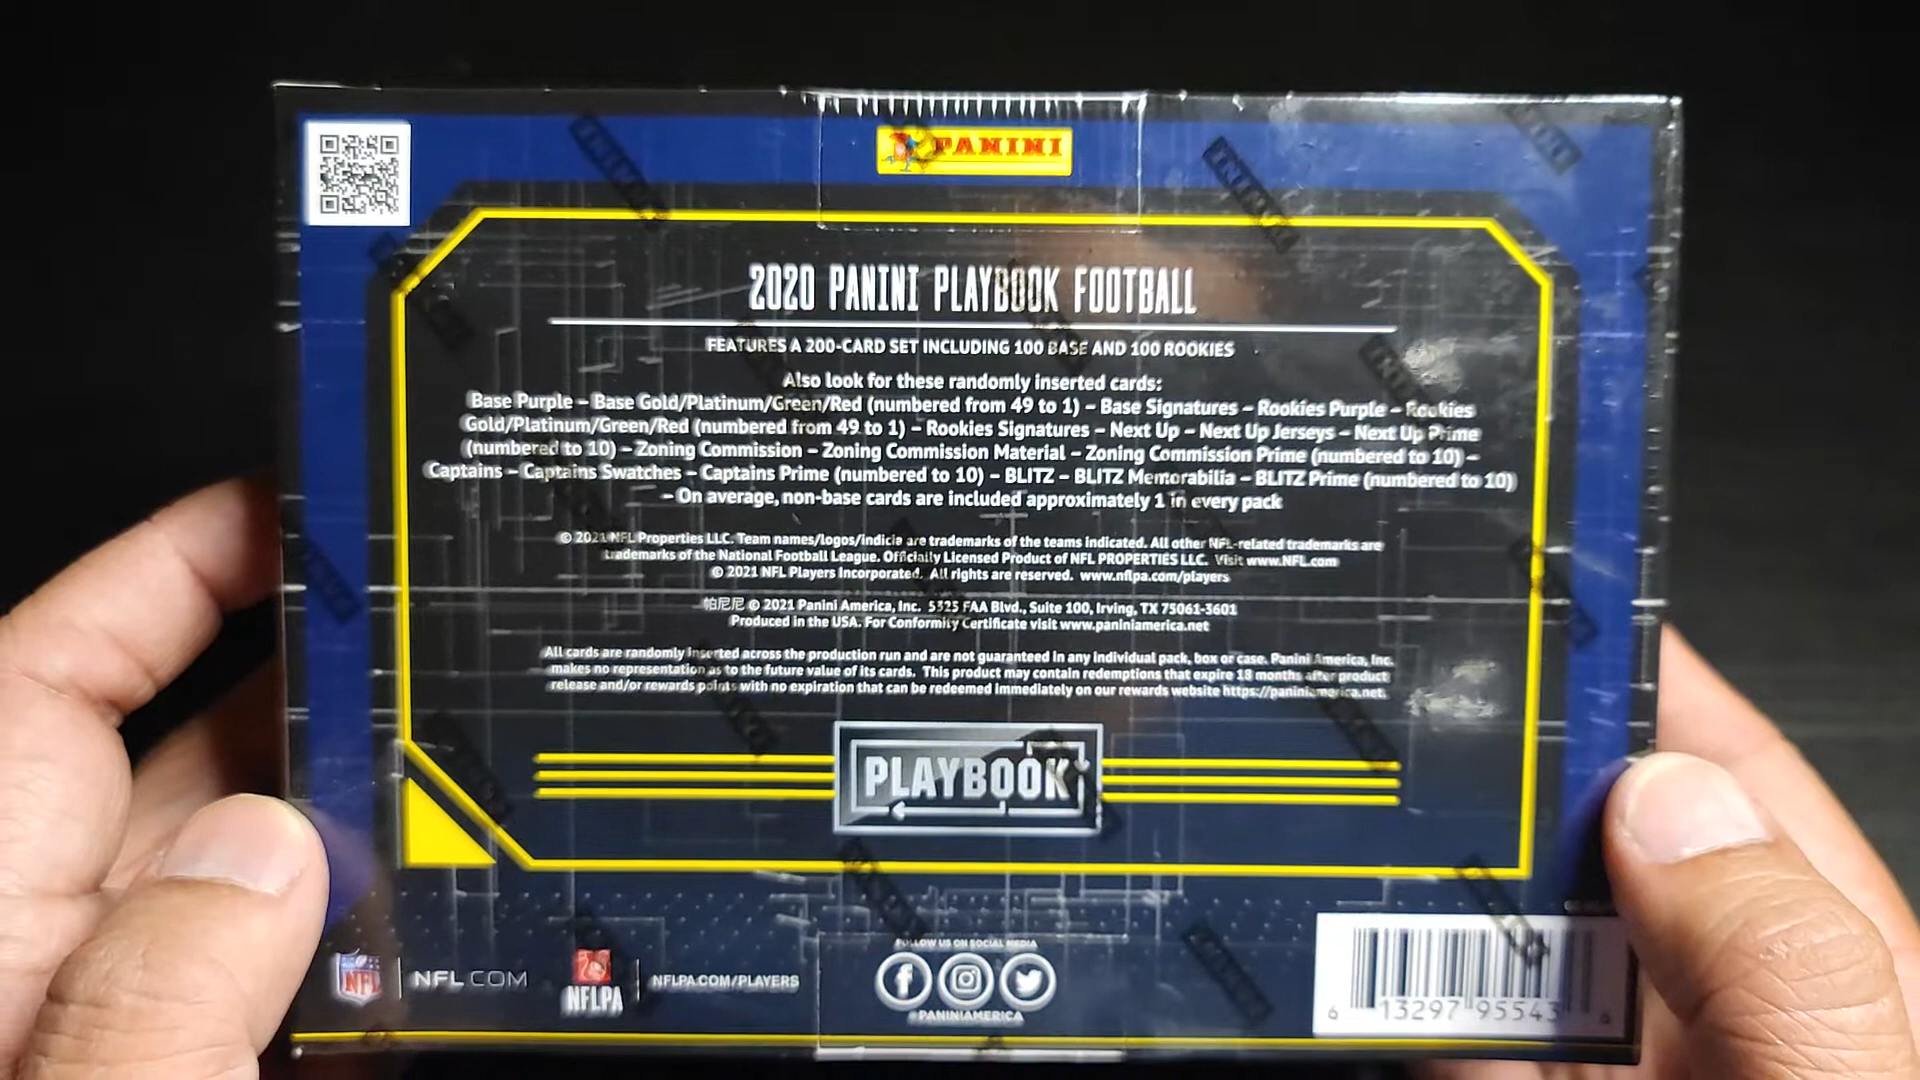 PANINI
2020 PANINI PLAYBOOK FOOTBALL
FEATURES A 200-CARD SET INCLUDING 100 BASE AND 100 ROOKIES
Also look for these randomly inserted cards:
Base Purple – Base Gold/Platinum/Green/Red (numbered from 49 to 1) – Base Signatures – Rookies Purple – Rookies
Gold/Platinum/Green/Red (numbered from 49 to 1) – Rookies Signatures – Next Up – Next Up Jerseys – Next Up Prime
(numbered to 10) – Zoning Commission – Zoning Commission Material – Zoning Commission Prime (numbered to 10) –
Captains – Captains Swatches – Captains Prime (numbered to 10) – BLITZ – BLITZ Memorabilia – BLITZ Prime (numbered to 10)
– On average, non-base cards are included approximately 1 in every pack
© 2021 NFL Properties LLC. Team names/logos/indicia are trademarks of the teams indicated. All other NFL-related trademarks are
trademarks of the National Football League. Officially Licensed Product of NFL PROPERTIES LLC. Visit www.NFL.com
© 2021 NFL Players Incorporated. All rights are reserved. www.nflpa.com/players
帕尼尼 © 2021 Panini America, Inc. 5325 FAA Blvd., Suite 100, Irving, TX 75061-3601
Produced in the USA. For Conformity Certificate visit www.paniniamerica.net
All cards are randomly inserted across the production run and are not guaranteed in any individual pack, box or case. Panini America, Inc.
makes no representation as to the future value of its cards. This product may contain redemptions that expire 18 months after product
release and/or rewards points with no expiration that can be redeemed immediately on our rewards website https://paniniamerica.net.
PLAYBOOK
FOLLOW US ON SOCIAL MEDIA
NFL NFL.COM NFLPA NFLPA.COM/PLAYERS
@PANINIAMERICA
6 13297 95543 6